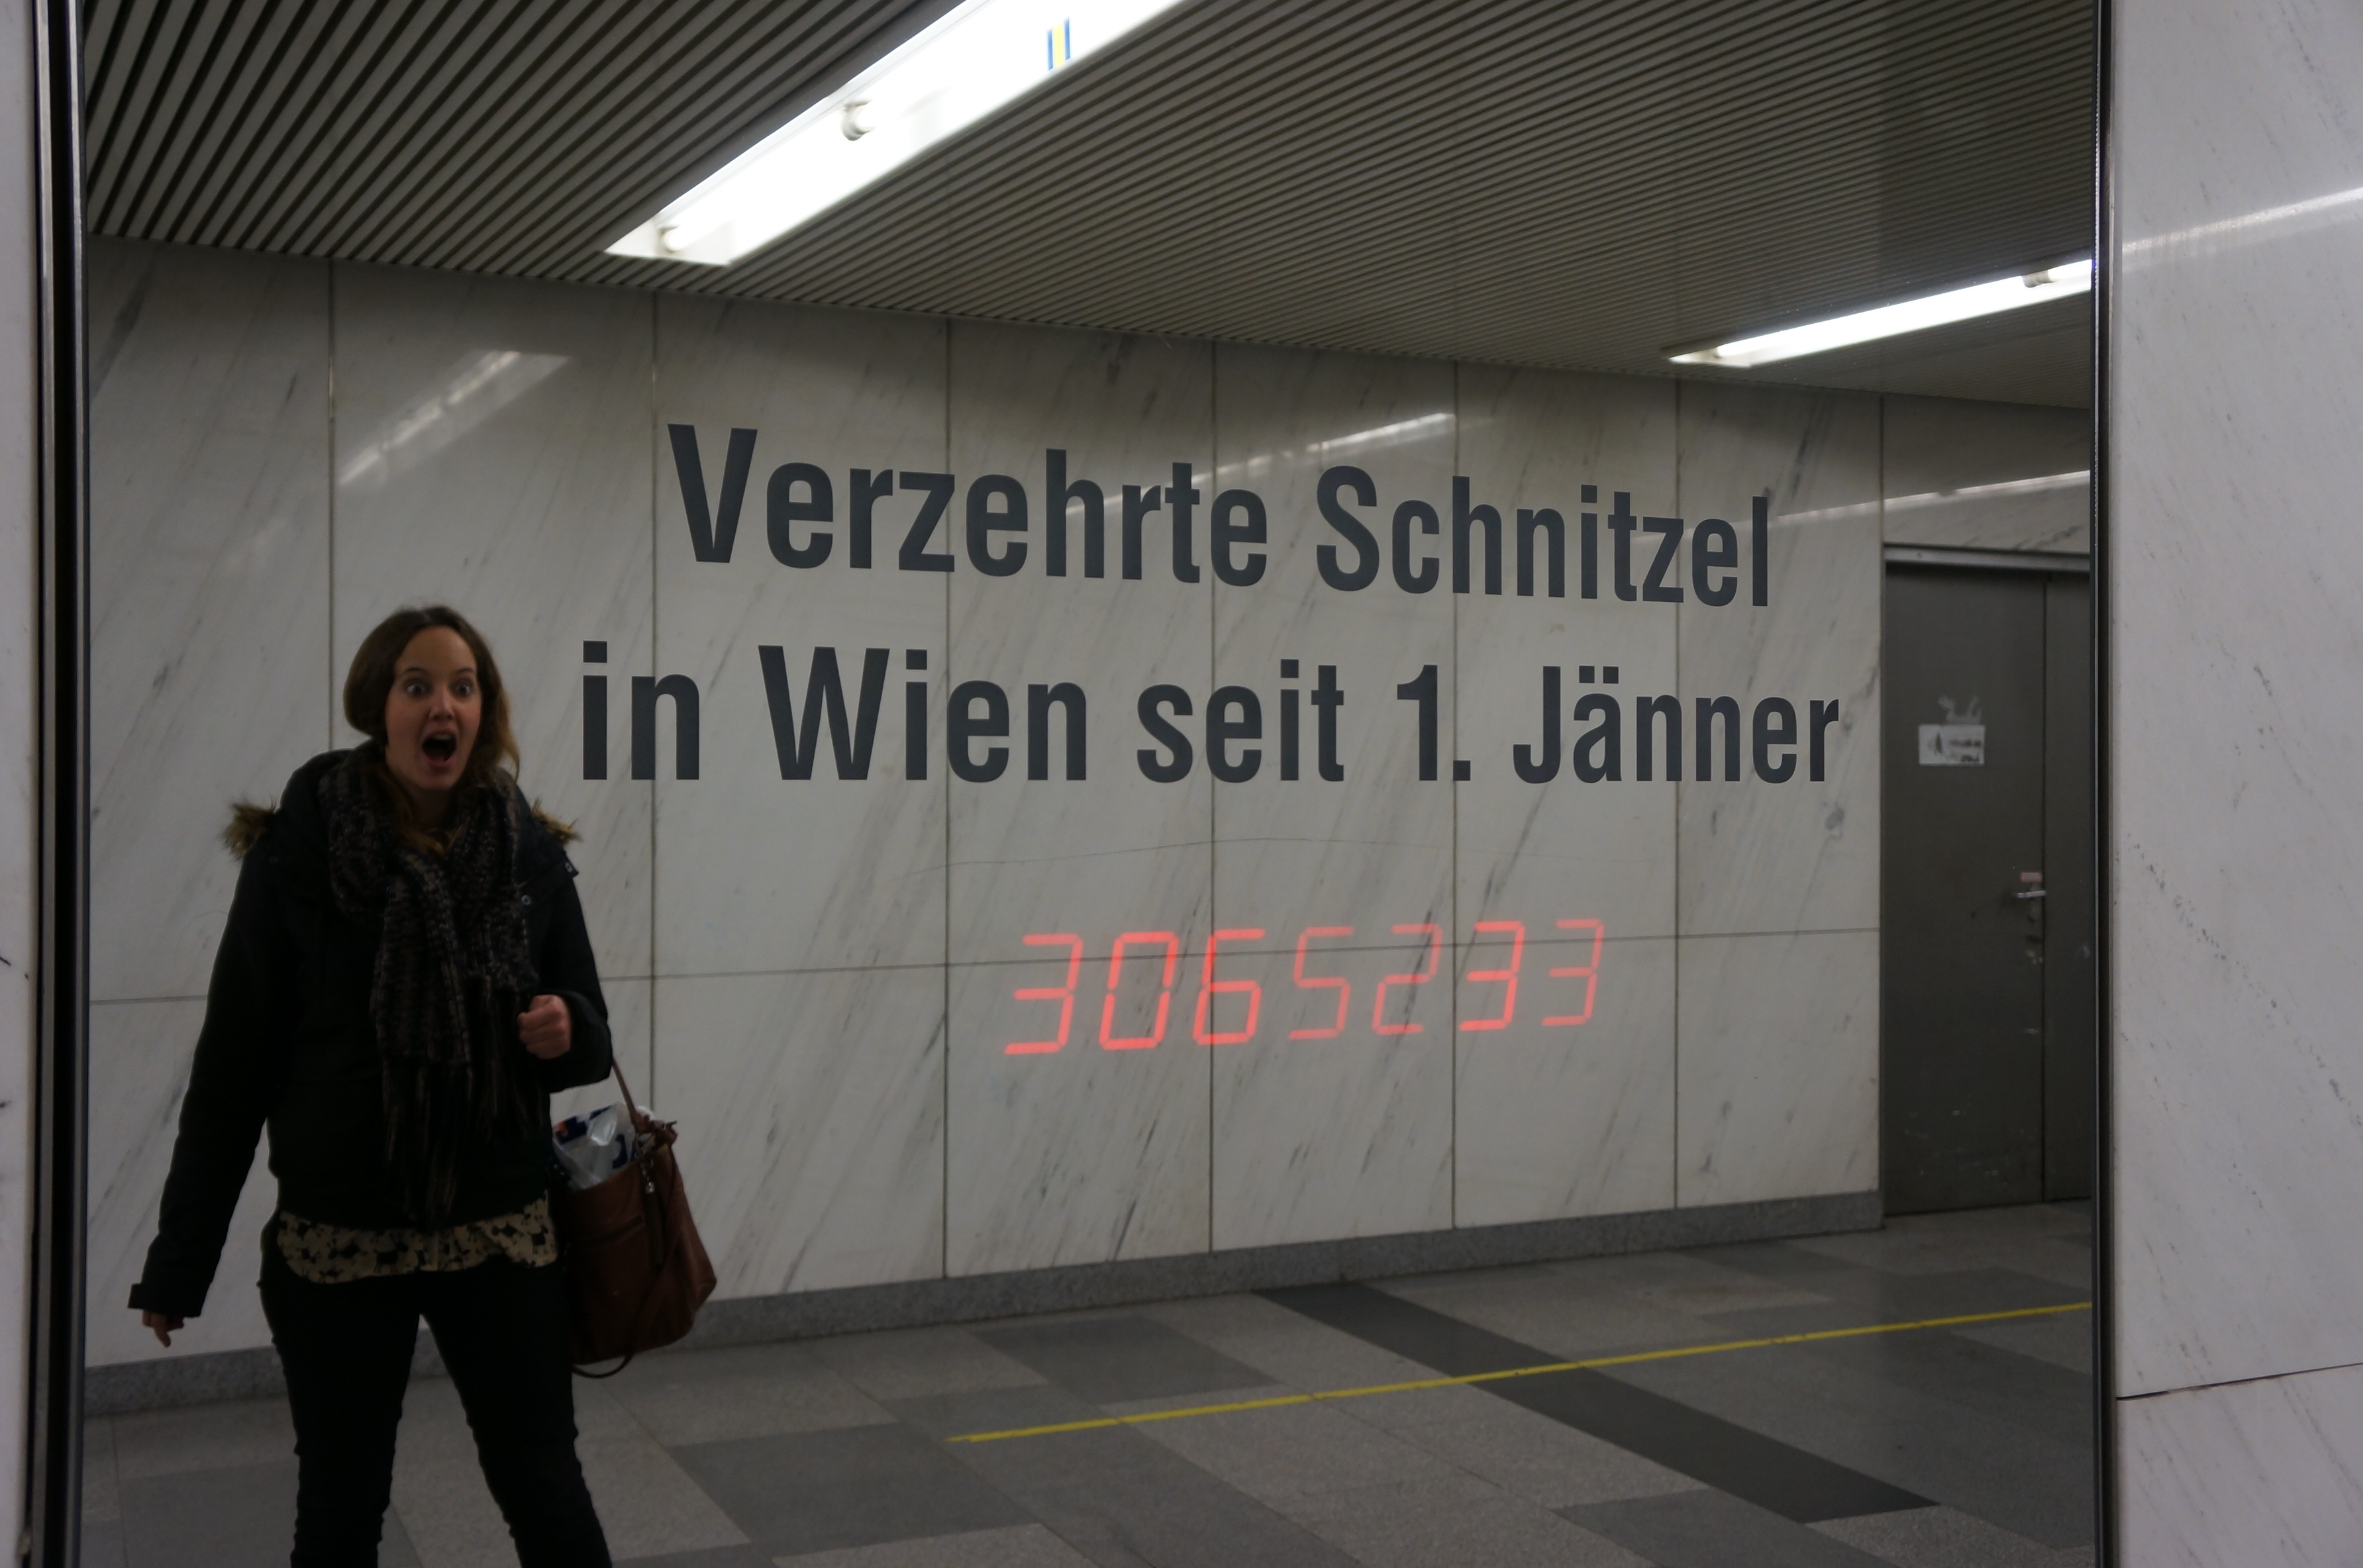 Verzehrte Schnitzel
in Wien seit 1. Jänner
3065233